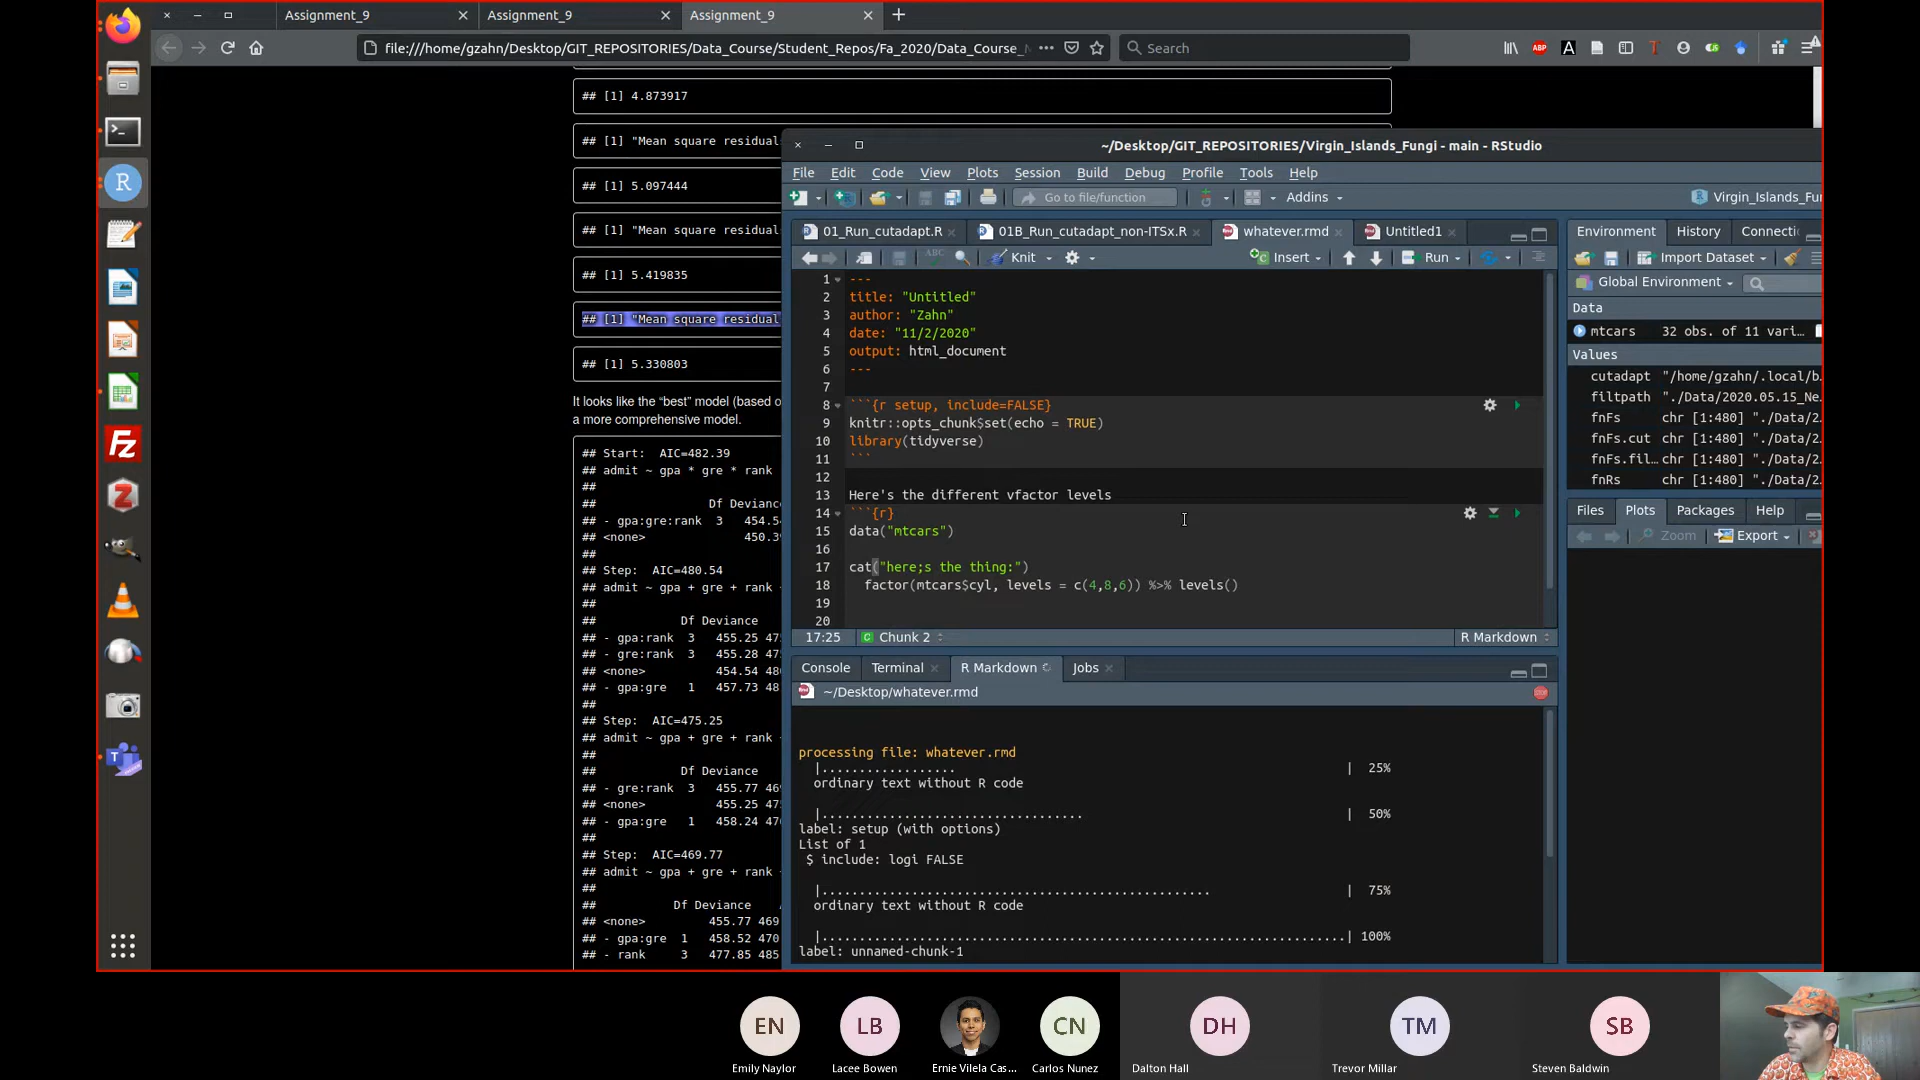 Assignment_9
Assignment_9
Assignment_9
file:///home/gzahn/Desktop/GIT_REPOSITORIES/Data_Course/Student_Repos/Fa_2020/Data_Course_
Search
ABP
## [1] 4.873917
## [1] "Mean square residual
## [1] 5.097444
## [1] "Mean square residual
## [1] 5.419835
## [1] "Mean square residual
## [1] 5.330803
It looks like the “best” model (based o
a more comprehensive model.
## Start:  AIC=482.39
## admit ~ gpa * gre * rank
##
##              Df Deviance
## - gpa:gre:rank  3   454.5
## <none>              450.3
##
## Step:  AIC=480.54
## admit ~ gpa + gre + rank
##
##            Df Deviance
## - gpa:rank  3   455.25 47
## - gre:rank  3   455.28 47
## <none>          454.54 48
## - gpa:gre   1   457.73 48
##
## Step:  AIC=475.25
## admit ~ gpa + gre + rank
##
##            Df Deviance
## - gre:rank  3   455.77 46
## <none>          455.25 47
## - gpa:gre   1   458.24 47
##
## Step:  AIC=469.77
## admit ~ gpa + gre + rank
##
##           Df Deviance
## <none>         455.77 469
## - gpa:gre  1   458.52 470
## - rank     3   477.85 485
~/Desktop/GIT_REPOSITORIES/Virgin_Islands_Fungi - main - RStudio
File Edit Code View Plots Session Build Debug Profile Tools Help
Go to file/function
Addins
Virgin_Islands_Fu
01_Run_cutadapt.R
01B_Run_cutadapt_non-ITSx.R
whatever.rmd
Untitled1
Knit
Insert
Run
1 ---
2 title: "Untitled"
3 author: "Zahn"
4 date: "11/2/2020"
5 output: html_document
6 ---
7
8 ```{r setup, include=FALSE}
9 knitr::opts_chunk$set(echo = TRUE)
10 library(tidyverse)
11 ```
12
13 Here's the different vfactor levels
14 ```{r}
15 data("mtcars")
16
17 cat("here;s the thing:")
18   factor(mtcars$cyl, levels = c(4,8,6)) %>% levels()
19
20
17:25
Chunk 2
R Markdown
Console
Terminal
R Markdown
Jobs
~/Desktop/whatever.rmd
processing file: whatever.rmd
|.................. | 25%
ordinary text without R code
|................................... | 50%
label: setup (with options)
List of 1
$ include: logi FALSE
|.................................................... | 75%
ordinary text without R code
|......................................................................| 100%
label: unnamed-chunk-1
Environment
History
Connecti
Import Dataset
Global Environment
Data
mtcars 32 obs. of 11 vari…
Values
cutadapt "/home/gzahn/.local/b
filtpath "./Data/2020.05.15_Ne
fnFs chr [1:480] "./Data/2
fnFs.cut chr [1:480] "./Data/2
fnFs.fil… chr [1:480] "./Data/2
fnRs chr [1:480] "./Data/2
Files
Plots
Packages
Help
Zoom
Export
EN
LB
CN
DH
TM
SB
Emily Naylor
Lacee Bowen
Ernie Vilela Cas...
Carlos Nunez
Dalton Hall
Trevor Millar
Steven Baldwin